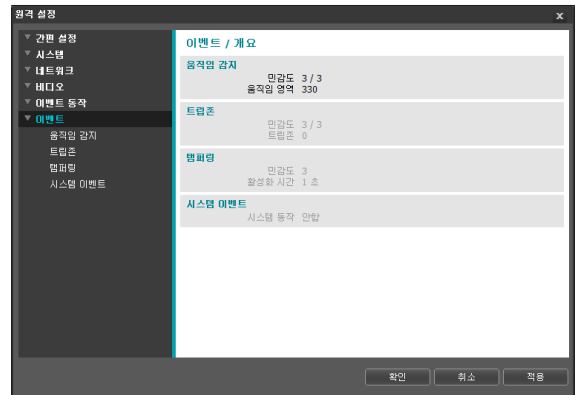 원격 설정
x
간편 설정
시스템
네트워크
비디오
이벤트 동작
이벤트
움직임 감지
트립존
탬퍼링
시스템 이벤트
이벤트 / 개요
움직임 감지
민감도 3 / 3
움직임 영역 330
트립존
민감도 3 / 3
트립존 0
탬퍼링
민감도 3
활성화 시간 1 초
시스템 이벤트
시스템 동작 안함
확인 취소 적용